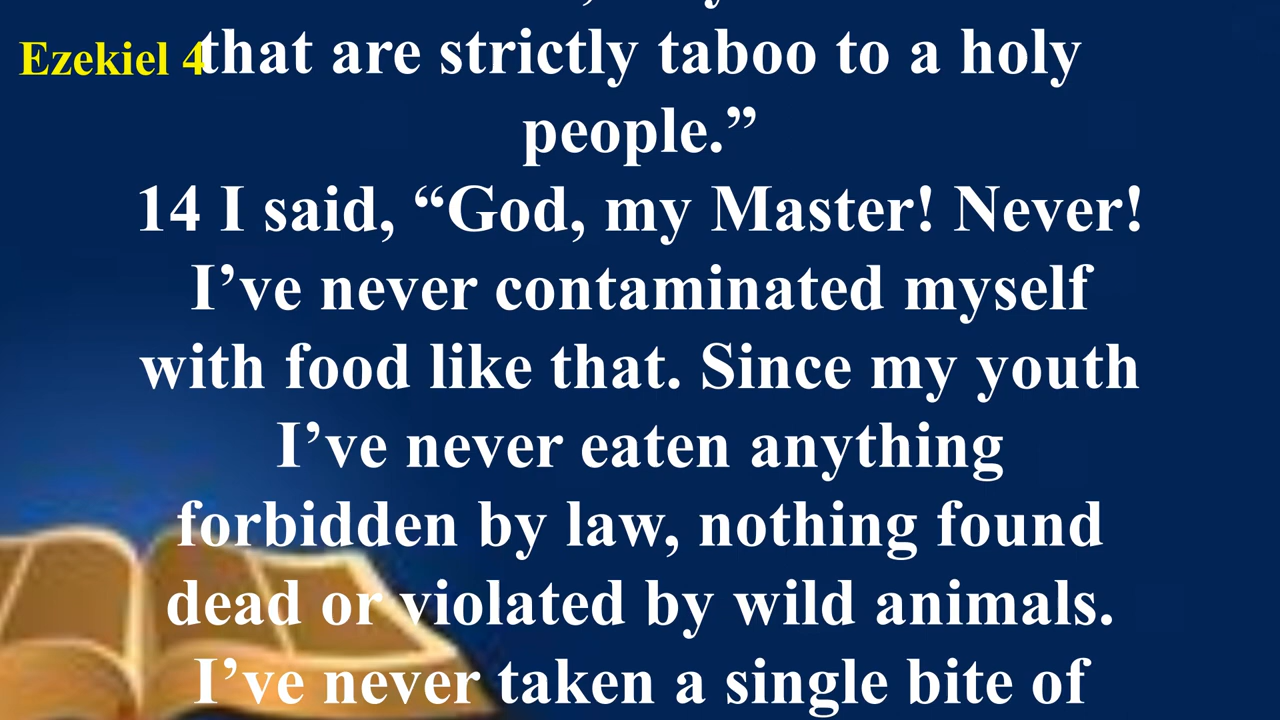 Ezekiel 4
that are strictly taboo to a holy
people.”
14 I said, “God, my Master! Never!
I’ve never contaminated myself
with food like that. Since my youth
I’ve never eaten anything
forbidden by law, nothing found
dead or violated by wild animals.
I’ve never taken a single bite of